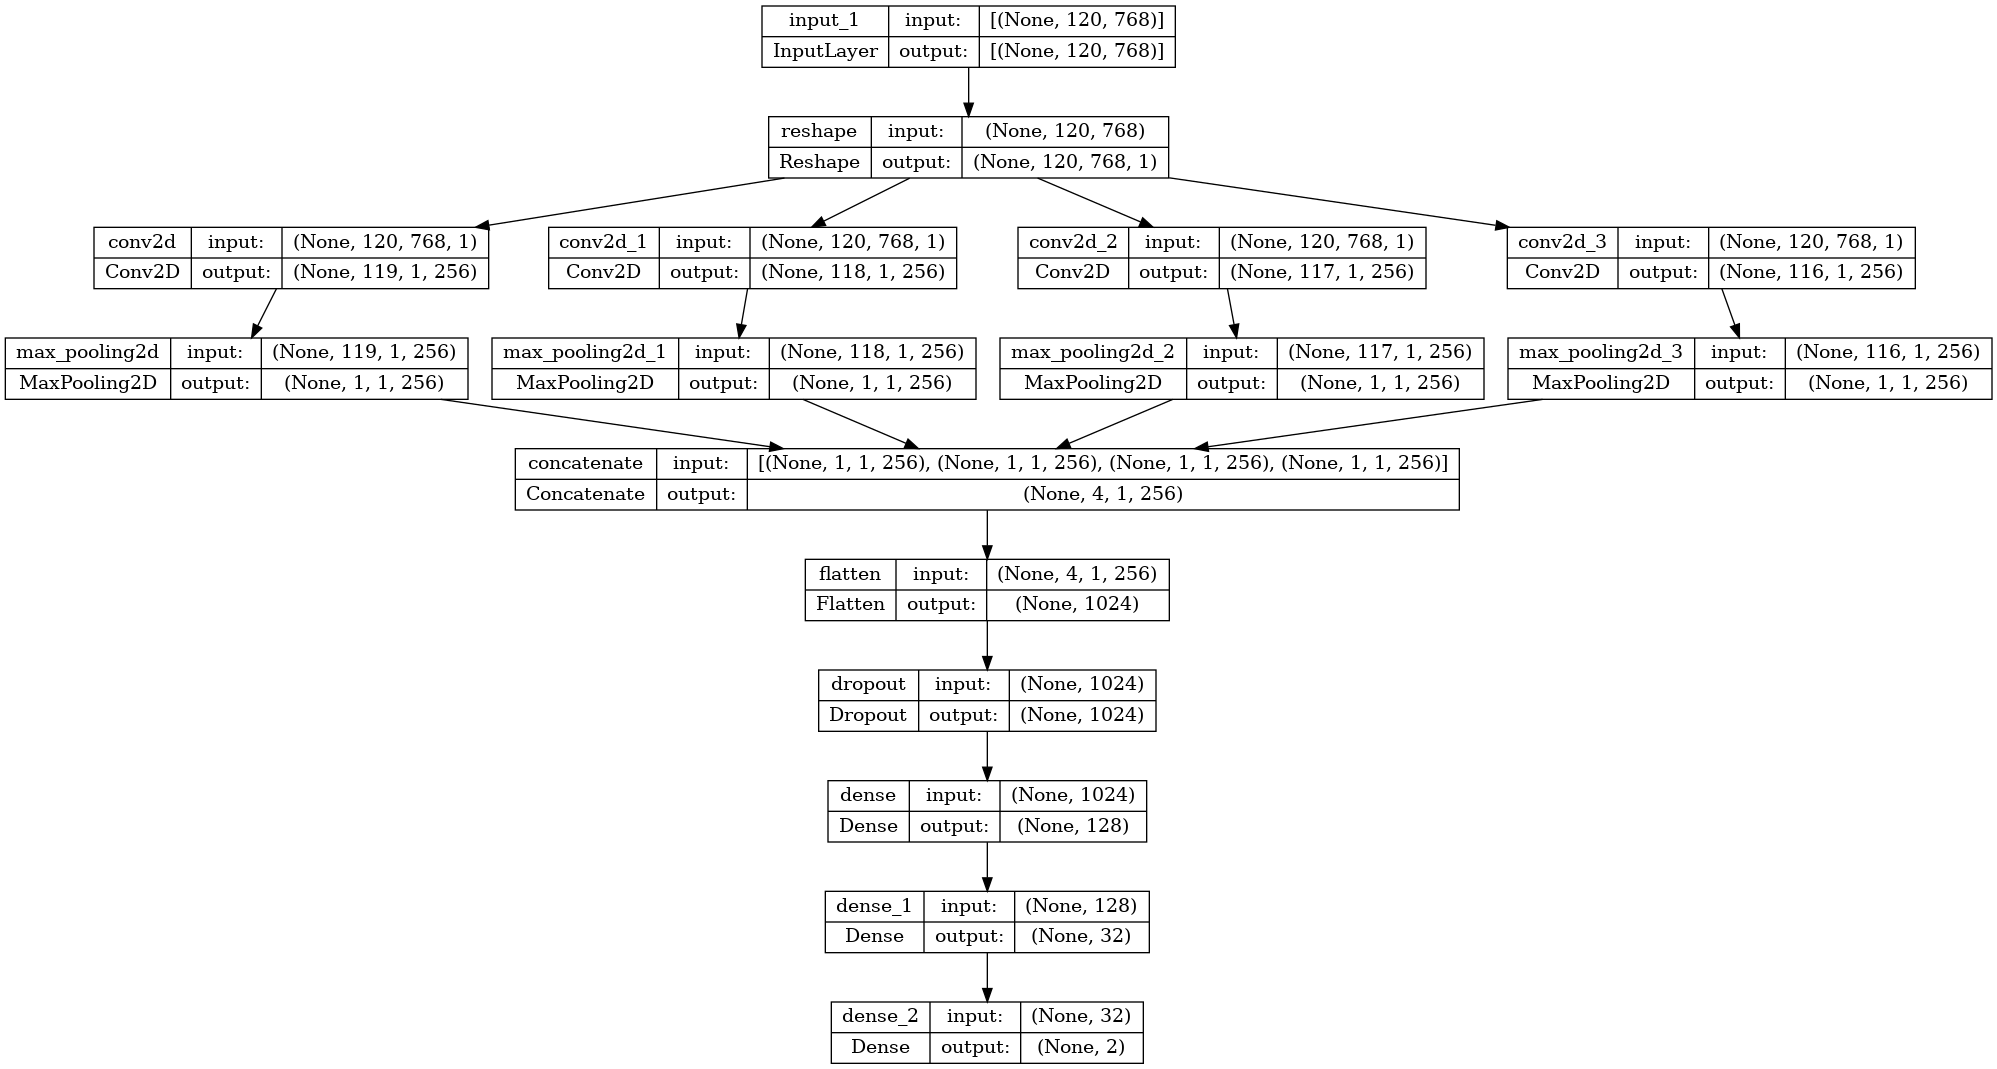 input_1 input: [(None, 120, 768)]
InputLayer output: [(None, 120, 768)]
reshape input: (None, 120, 768)
Reshape output: (None, 120, 768, 1)
conv2d input: (None, 120, 768, 1)
Conv2D output: (None, 119, 1, 256)
conv2d_1 input: (None, 120, 768, 1)
Conv2D output: (None, 118, 1, 256)
conv2d_2 input: (None, 120, 768, 1)
Conv2D output: (None, 117, 1, 256)
conv2d_3 input: (None, 120, 768, 1)
Conv2D output: (None, 116, 1, 256)
max_pooling2d input: (None, 119, 1, 256)
MaxPooling2D output: (None, 1, 1, 256)
max_pooling2d_1 input: (None, 118, 1, 256)
MaxPooling2D output: (None, 1, 1, 256)
max_pooling2d_2 input: (None, 117, 1, 256)
MaxPooling2D output: (None, 1, 1, 256)
max_pooling2d_3 input: (None, 116, 1, 256)
MaxPooling2D output: (None, 1, 1, 256)
concatenate input: [(None, 1, 1, 256), (None, 1, 1, 256), (None, 1, 1, 256), (None, 1, 1, 256)]
Concatenate output: (None, 4, 1, 256)
flatten input: (None, 4, 1, 256)
Flatten output: (None, 1024)
dropout input: (None, 1024)
Dropout output: (None, 1024)
dense input: (None, 1024)
Dense output: (None, 128)
dense_1 input: (None, 128)
Dense output: (None, 32)
dense_2 input: (None, 32)
Dense output: (None, 2)